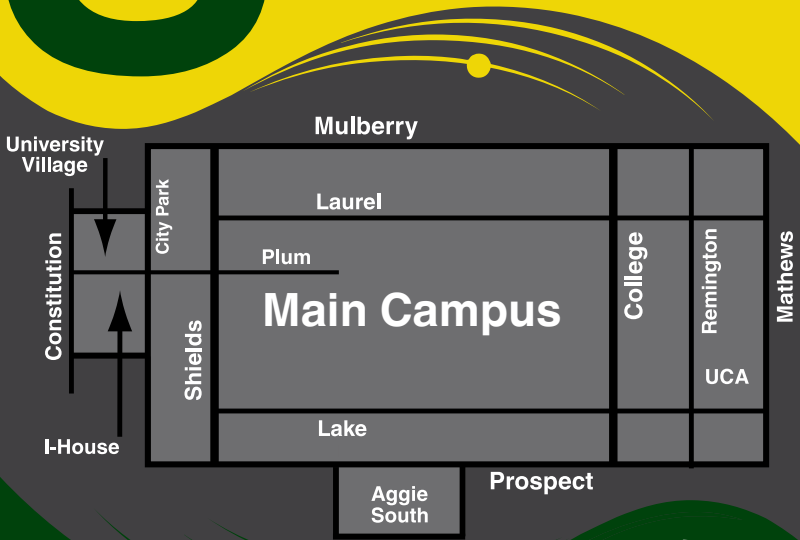 Mulberry
University
Village
City Park
Laurel
Constitution
Plum
College
Remington
Mathews
Main Campus
Shields
UCA
Lake
I-House
Prospect
Aggie
South